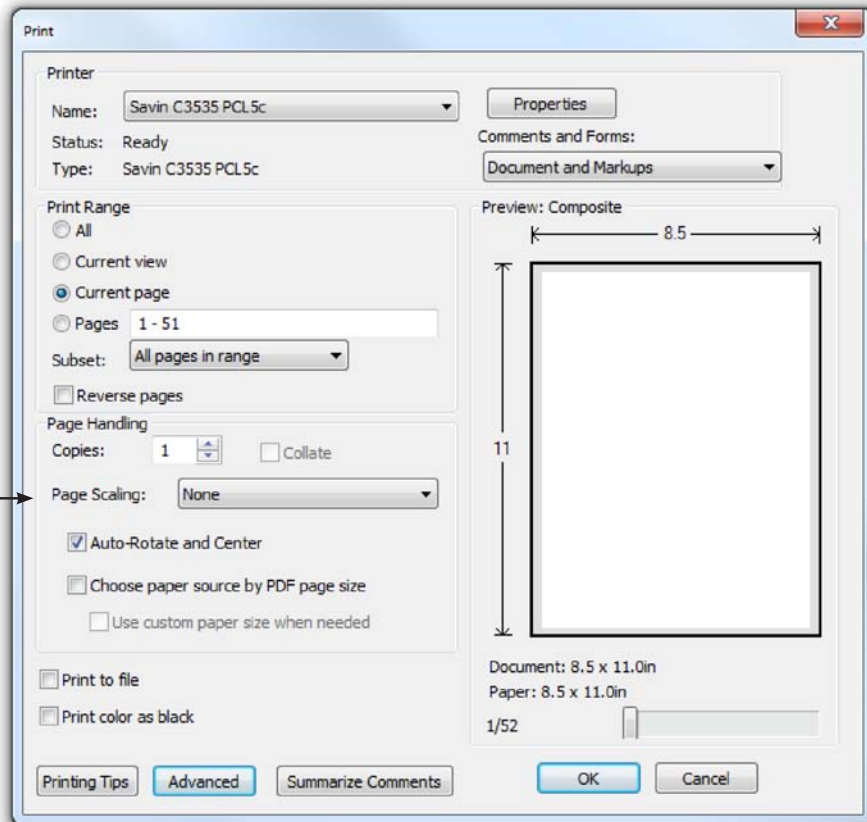 Print
Printer
Name: Savin C3535 PCL5c
Properties
Status: Ready
Comments and Forms:
Type: Savin C3535 PCL5c
Document and Markups
Print Range
All
Current view
Current page
Pages 1 - 51
Subset: All pages in range
Reverse pages
Page Handling
Copies: 1 Collate
Page Scaling: None
Auto-Rotate and Center
Choose paper source by PDF page size
Use custom paper size when needed
Preview: Composite
8.5
11
Document: 8.5 x 11.0in
Paper: 8.5 x 11.0in
1/52
Print to file
Print color as black
Printing Tips Advanced Summarize Comments OK Cancel